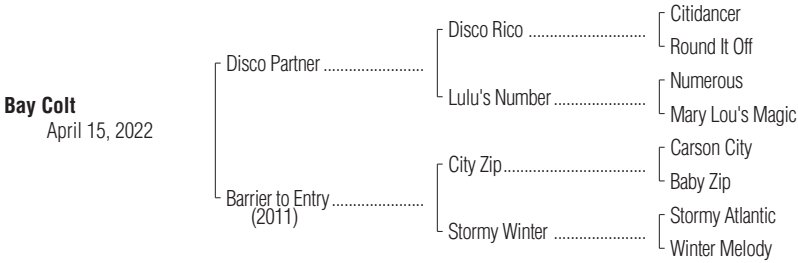 Bay Colt
April 15, 2022
Disco Partner ........................
Barrier to Entry ......................
(2011)
Disco Rico ............................
Lulu's Number ......................
City Zip..................................
Stormy Winter ......................
Citidancer
Round It Off
Numerous
Mary Lou's Magic
Carson City
Baby Zip
Stormy Atlantic
Winter Melody